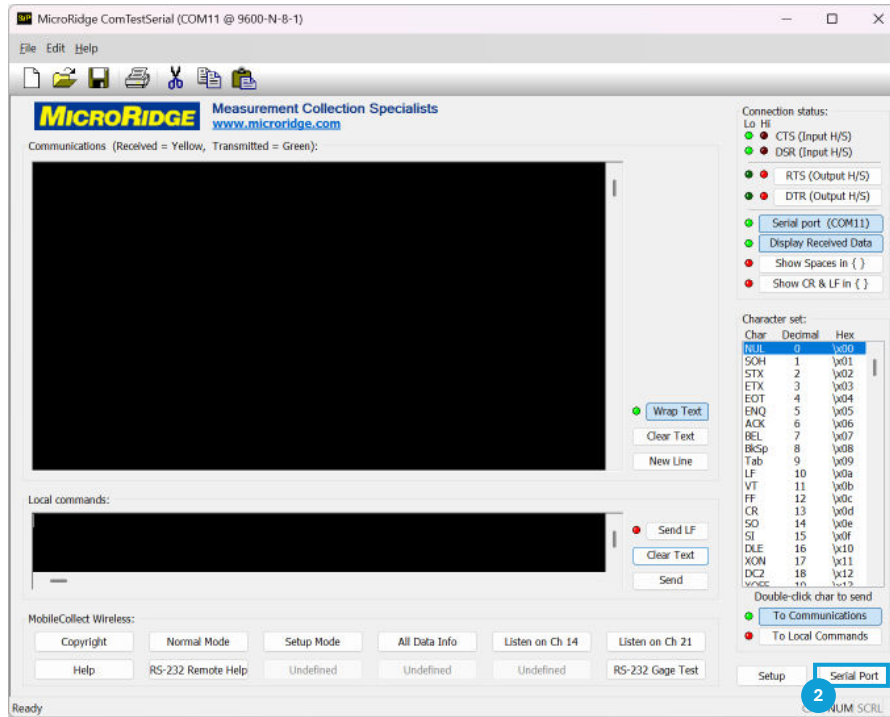 MicroRidge ComTestSerial (COM11 @ 9600-N-8-1)
File Edit Help
MICRORIDGE
Measurement Collection Specialists
www.microridge.com
Communications (Received = Yellow, Transmitted = Green):
Wrap Text
Clear Text
New Line
Local commands:
Send LF
Clear Text
Send
MobileCollect Wireless:
Copyright Normal Mode Setup Mode All Data Info Listen on Ch 14 Listen on Ch 21
Help RS-232 Remote Help Undefined Undefined Undefined RS-232 Gage Test
Connection status:
Lo Hi
CTS (Input H/S)
DSR (Input H/S)
RTS (Output H/S)
DTR (Output H/S)
Serial port (COM11)
Display Received Data
Show Spaces in { }
Show CR & LF in { }
Character set:
Char Decimal Hex
NUL 0 \x00
SOH 1 \x01
STX 2 \x02
ETX 3 \x03
EOT 4 \x04
ENQ 5 \x05
ACK 6 \x06
BEL 7 \x07
BkSp 8 \x08
Tab 9 \x09
LF 10 \x0a
VT 11 \x0b
FF 12 \x0c
CR 13 \x0d
SO 14 \x0e
SI 15 \x0f
DLE 16 \x10
XON 17 \x11
DC2 18 \x12
Double-click char to send
To Communications
To Local Commands
Setup Serial Port
2
Ready
NUM SCRL